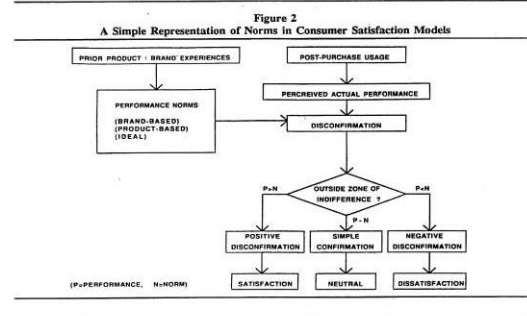 Figure 2
A Simple Representation of Norms in Consumer Satisfaction Models
PRIOR PRODUCT / BRAND EXPERIENCES
POST-PURCHASE USAGE
PERCREIVED ACTUAL PERFORMANCE
PERFORMANCE NORMS
(BRAND-BASED)
(PRODUCT-BASED)
(IDEAL)
DISCONFIRMATION
P>N
OUTSIDE ZONE OF
INDIFFERENCE ?
P<N
P - N
POSITIVE
DISCONFIRMATION
SIMPLE
CONFIRMATION
NEGATIVE
DISCONFIRMATION
SATISFACTION
NEUTRAL
DISSATISFACTION
(P=PERFORMANCE, N=NORM)